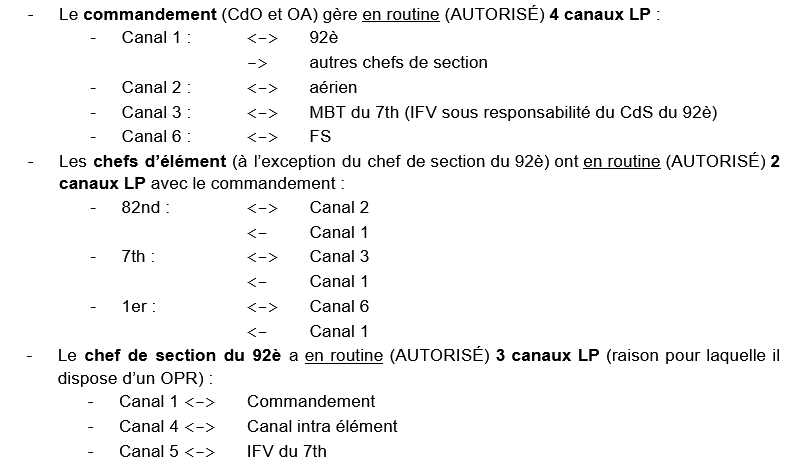 - Le commandement (CdO et OA) gère en routine (AUTORISÉ) 4 canaux LP :
- Canal 1 : <–> 92è
–> autres chefs de section
- Canal 2 : <–> aérien
- Canal 3 : <–> MBT du 7th (IFV sous responsabilité du CdS du 92è)
- Canal 6 : <–> FS
- Les chefs d’élément (à l’exception du chef de section du 92è) ont en routine (AUTORISÉ) 2
canaux LP avec le commandement :
- 82nd : <–> Canal 2
<– Canal 1
- 7th : <–> Canal 3
<– Canal 1
- 1er : <–> Canal 6
<– Canal 1
- Le chef de section du 92è a en routine (AUTORISÉ) 3 canaux LP (raison pour laquelle il
dispose d’un OPR) :
- Canal 1 <–> Commandement
- Canal 4 <–> Canal intra élément
- Canal 5 <–> IFV du 7th